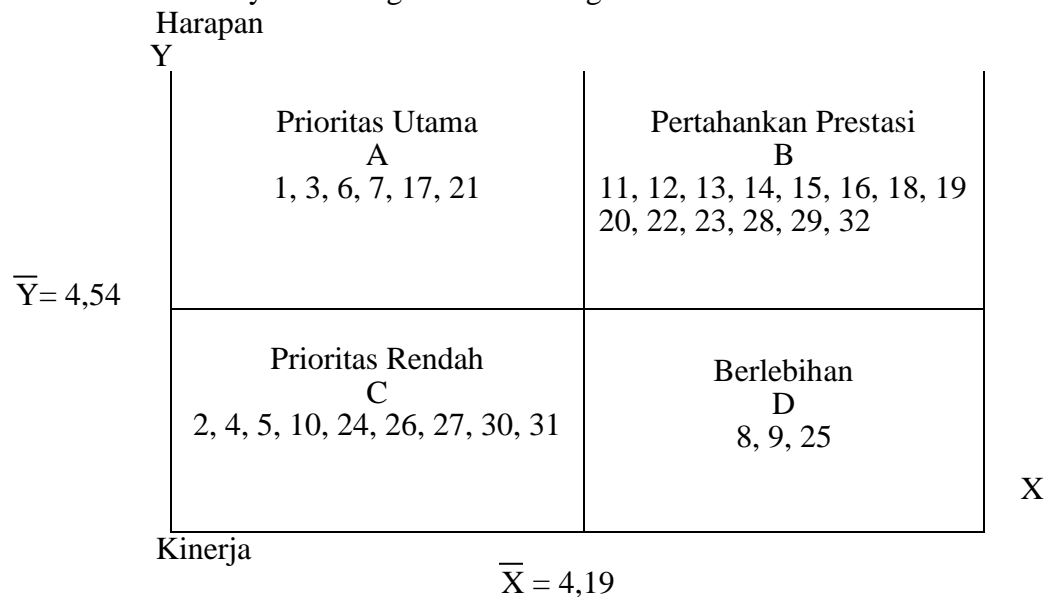 Harapan
Y
Prioritas Utama
A
1, 3, 6, 7, 17, 21
Pertahankan Prestasi
B
11, 12, 13, 14, 15, 16, 18, 19
20, 22, 23, 28, 29, 32
Y̅= 4,54
Prioritas Rendah
C
2, 4, 5, 10, 24, 26, 27, 30, 31
Berlebihan
D
8, 9, 25
X
Kinerja
X̅ = 4,19